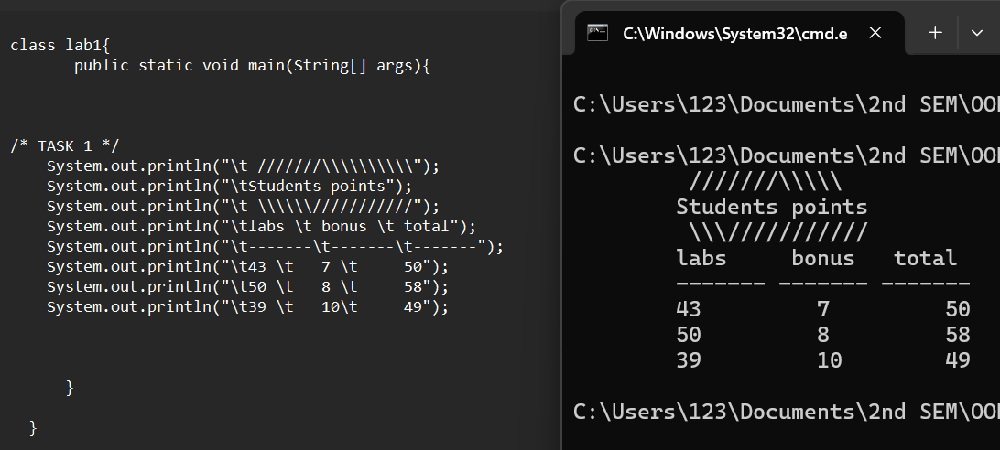 class lab1{
public static void main(String[] args){
/* TASK 1 */
System.out.println("\t ///////\\\\\\\\\\");
System.out.println("\tStudents points");
System.out.println("\t \\\\\\///////////");
System.out.println("\tlabs \t bonus \t total");
System.out.println("\t-------\t-------\t-------");
System.out.println("\t43 \t   7 \t     50");
System.out.println("\t50 \t   8 \t     58");
System.out.println("\t39 \t   10\t     49");
}
}
C:\Windows\System32\cmd.e
C:\Users\123\Documents\2nd SEM\OO
C:\Users\123\Documents\2nd SEM\OO
///////\\\\\
Students points
\\\///////////
labs bonus total
------- ------- -------
43 7 50
50 8 58
39 10 49
C:\Users\123\Documents\2nd SEM\OO